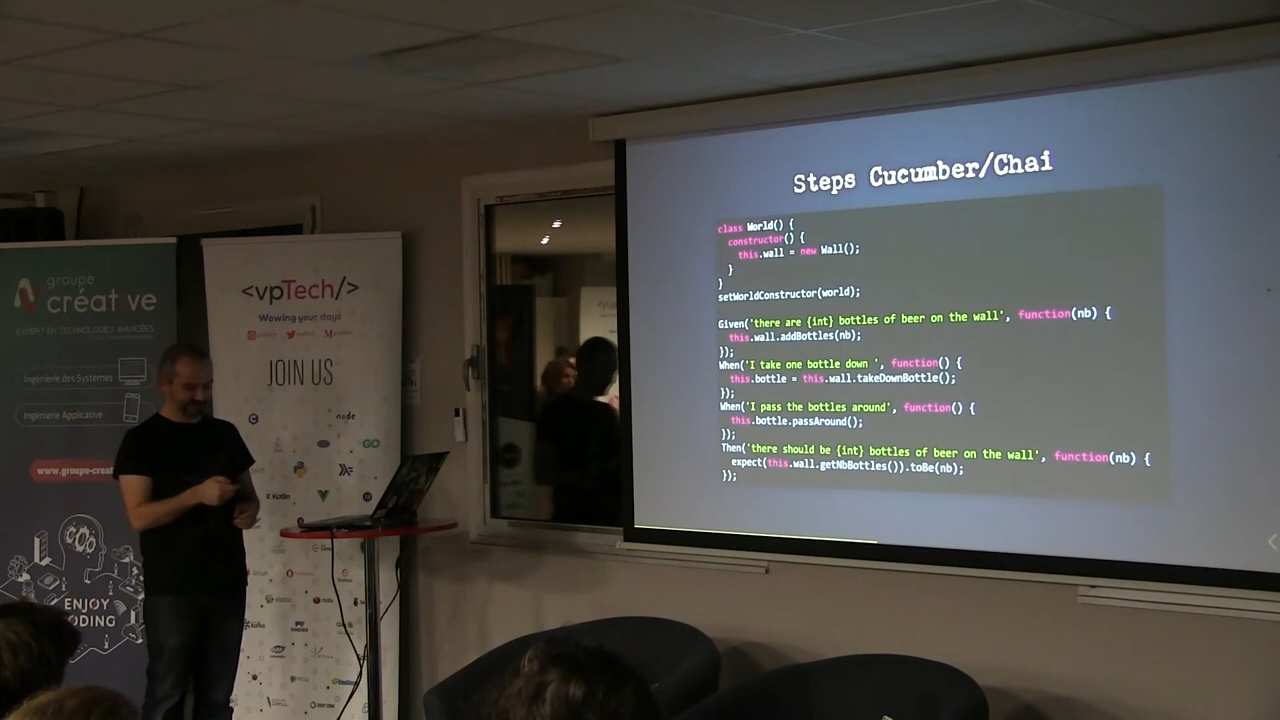 Steps Cucumber/Chai
class World() {
constructor() {
this.wall = new Wall();
}
}
setWorldConstructor(world);
Given('there are {int} bottles of beer on the wall', function(nb) {
this.wall.addBottles(nb);
});
When('I take one bottle down ', function() {
this.bottle = this.wall.takeDownBottle();
});
When('I pass the bottles around', function() {
this.bottle.passAround();
});
Then('there should be {int} bottles of beer on the wall', function(nb) {
expect(this.wall.getNbBottles()).toBe(nb);
});
groupe
créative
EXPERT EN TECHNOLOGIES AVANCÉES
Ingénierie des Systèmes
Ingénierie Applicative
www.groupe-creat
ENJOY
CODING
<vpTech/>
Wowing your days
JOIN US
node
GO
Kotlin
kafka